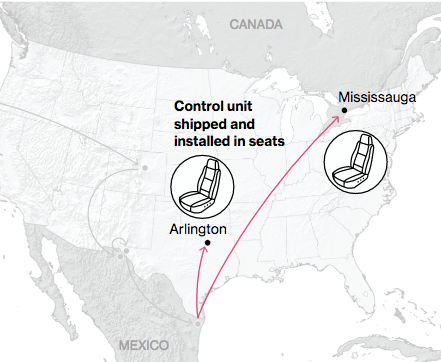 CANADA
Mississauga
Control unit
shipped and
installed in seats
Arlington
MEXICO